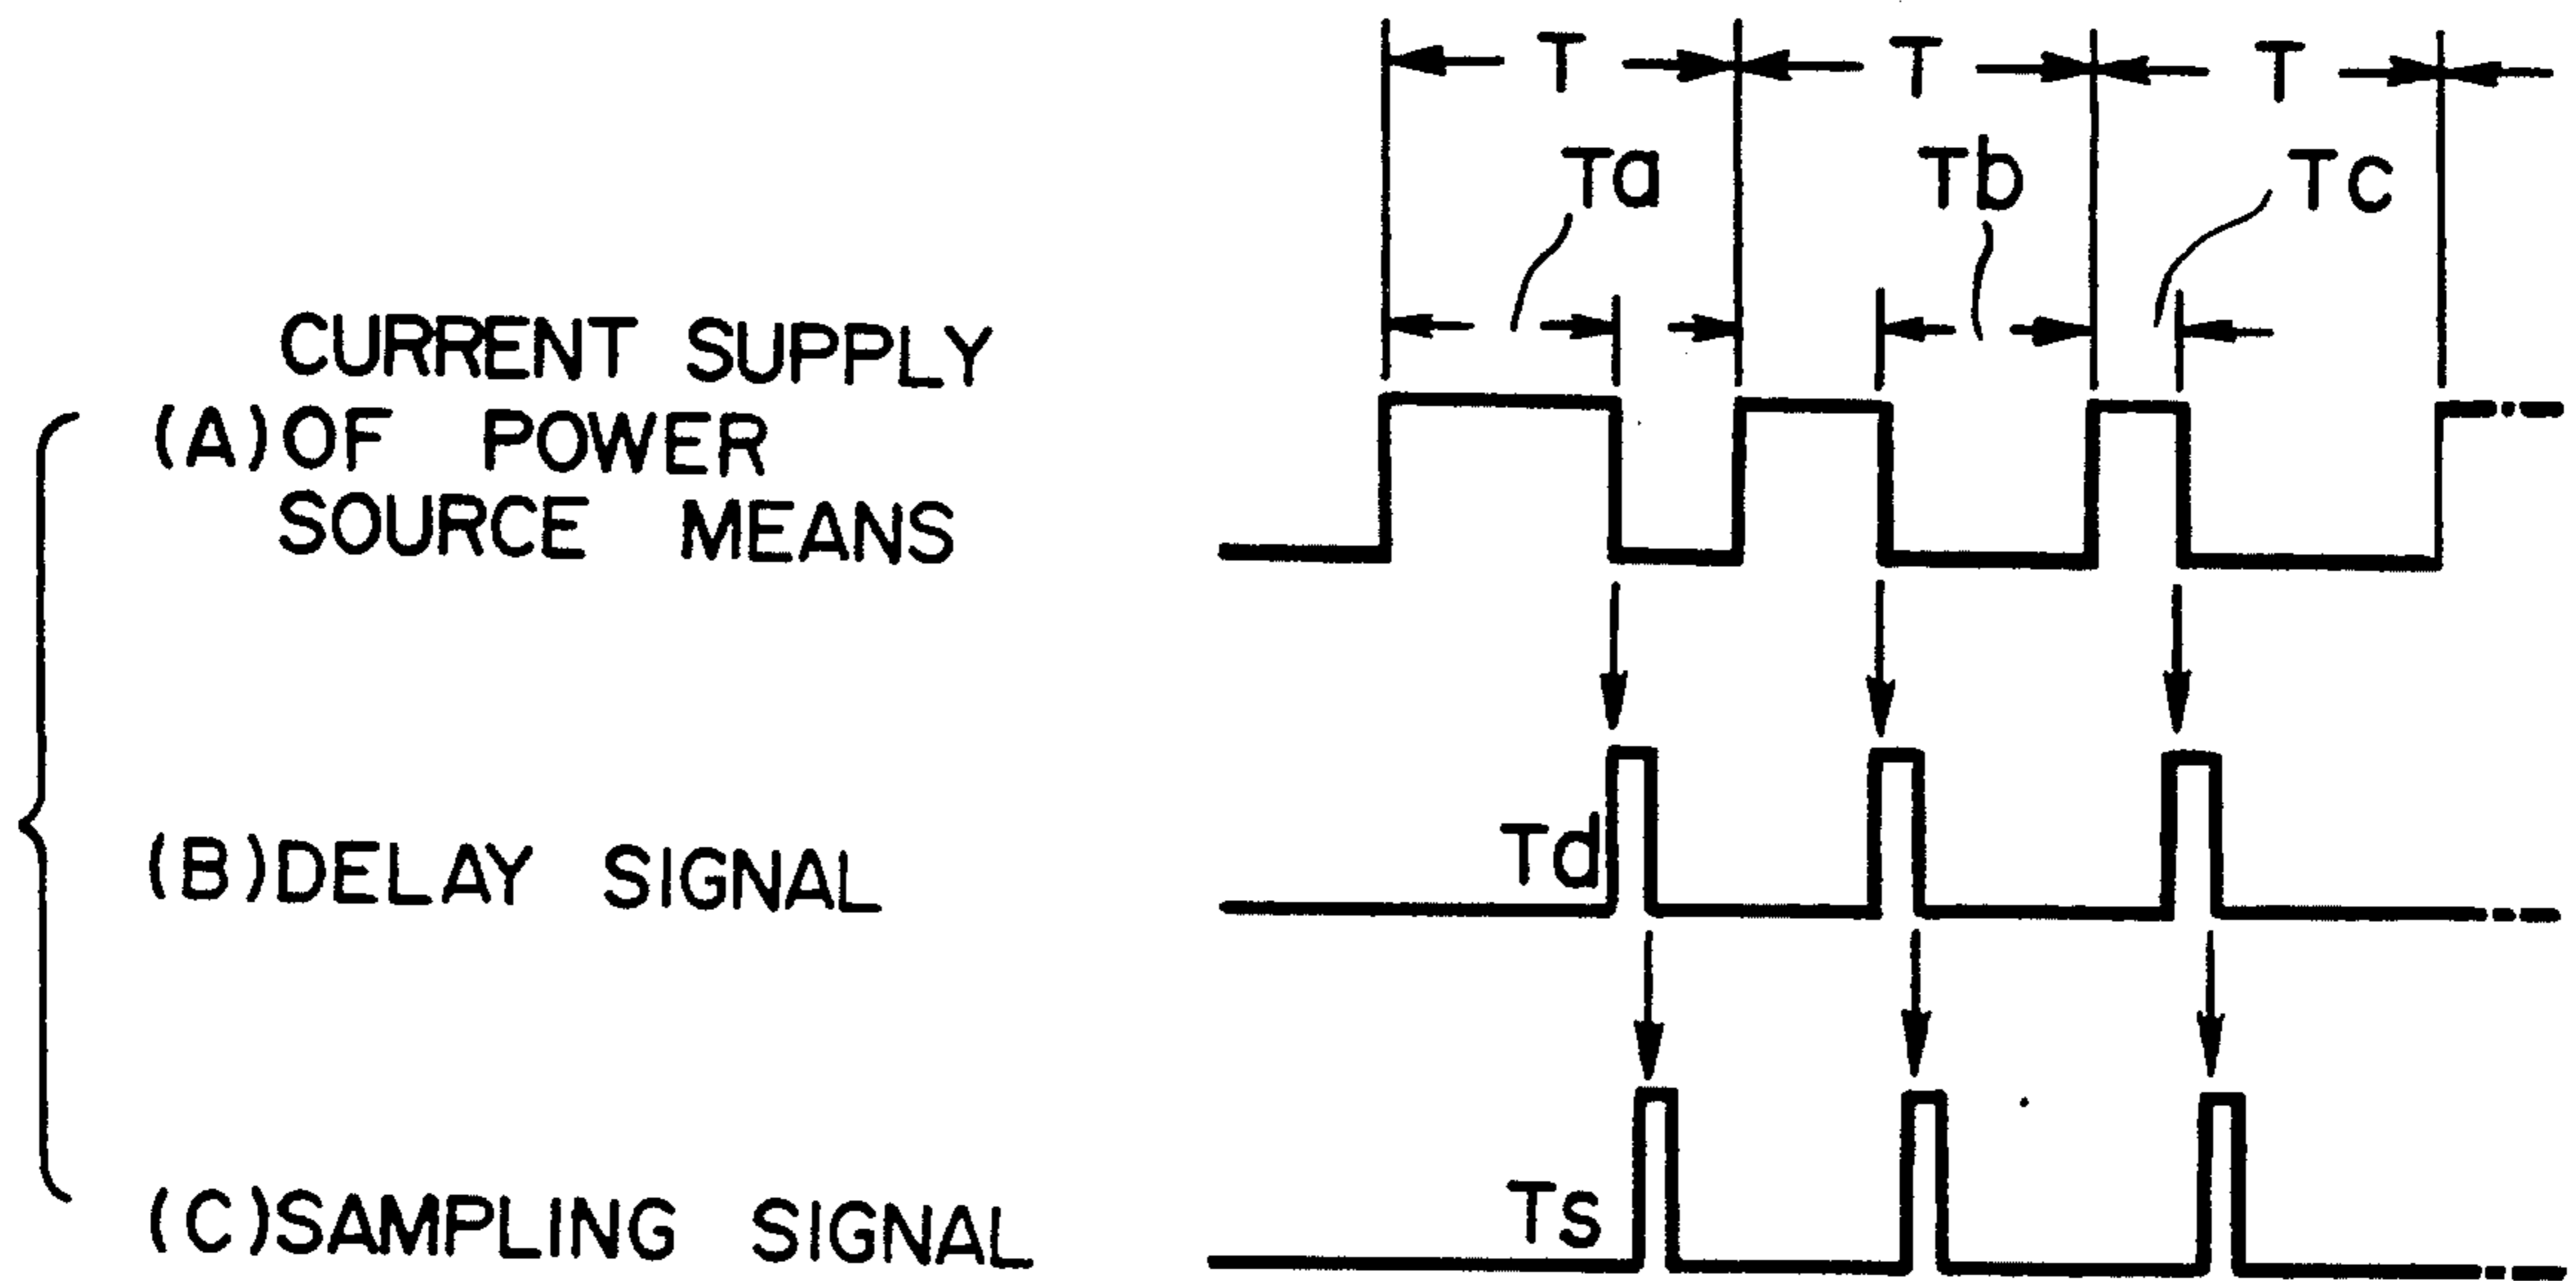 T T T
Ta Tb Tc
CURRENT SUPPLY
(A) OF POWER
SOURCE MEANS
Td
(B) DELAY SIGNAL
Ts
(C) SAMPLING SIGNAL